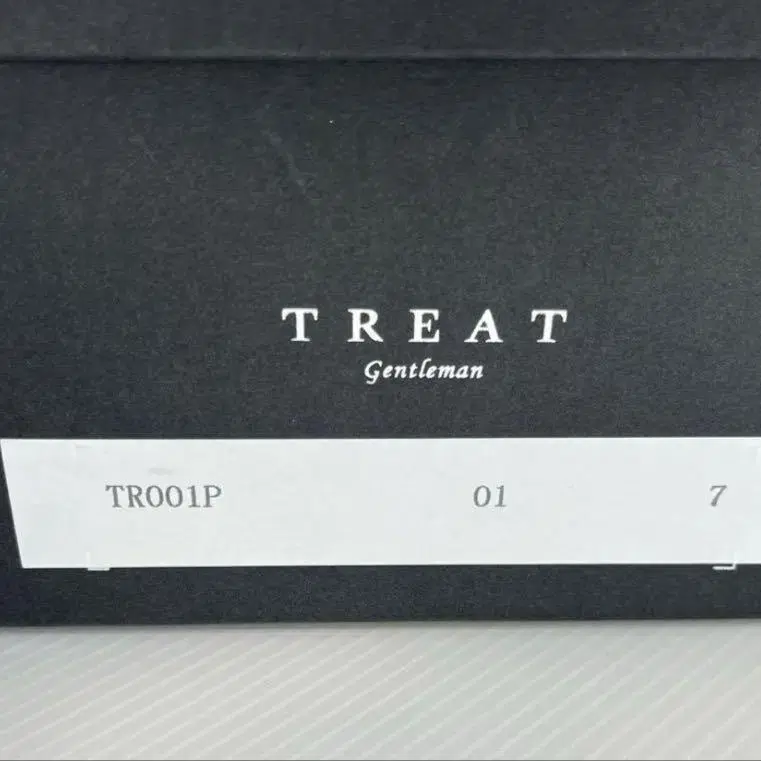 TREAT
Gentleman
TR001P 01 7